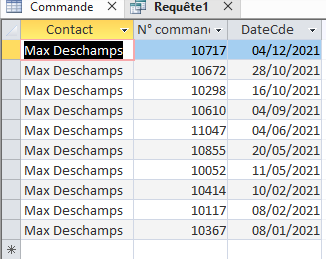 Commande Requête1
Contact N° command DateCde
Max Deschamps 10717 04/12/2021
Max Deschamps 10672 28/10/2021
Max Deschamps 10298 16/10/2021
Max Deschamps 10610 04/09/2021
Max Deschamps 11047 04/06/2021
Max Deschamps 10855 20/05/2021
Max Deschamps 10052 11/05/2021
Max Deschamps 10414 10/02/2021
Max Deschamps 10117 08/02/2021
Max Deschamps 10367 08/01/2021